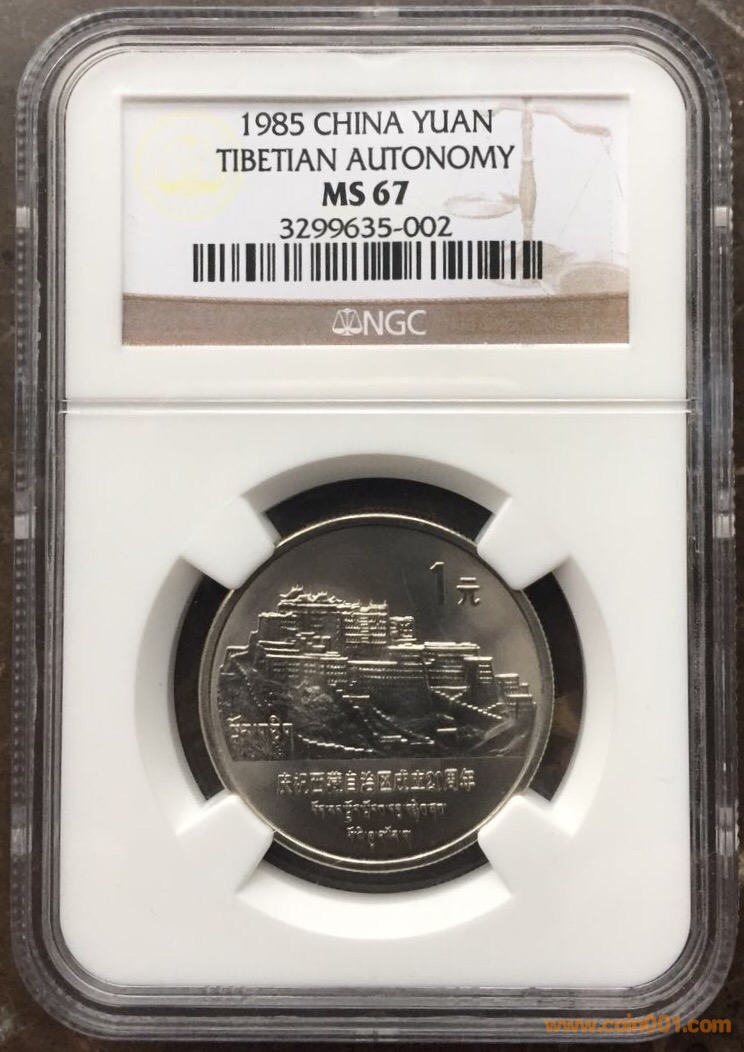 1985 CHINA YUAN
TIBETIAN AUTONOMY
MS 67
3299635-002
NGC
1元
庆祝西藏自治区成立20周年
www.coin001.com